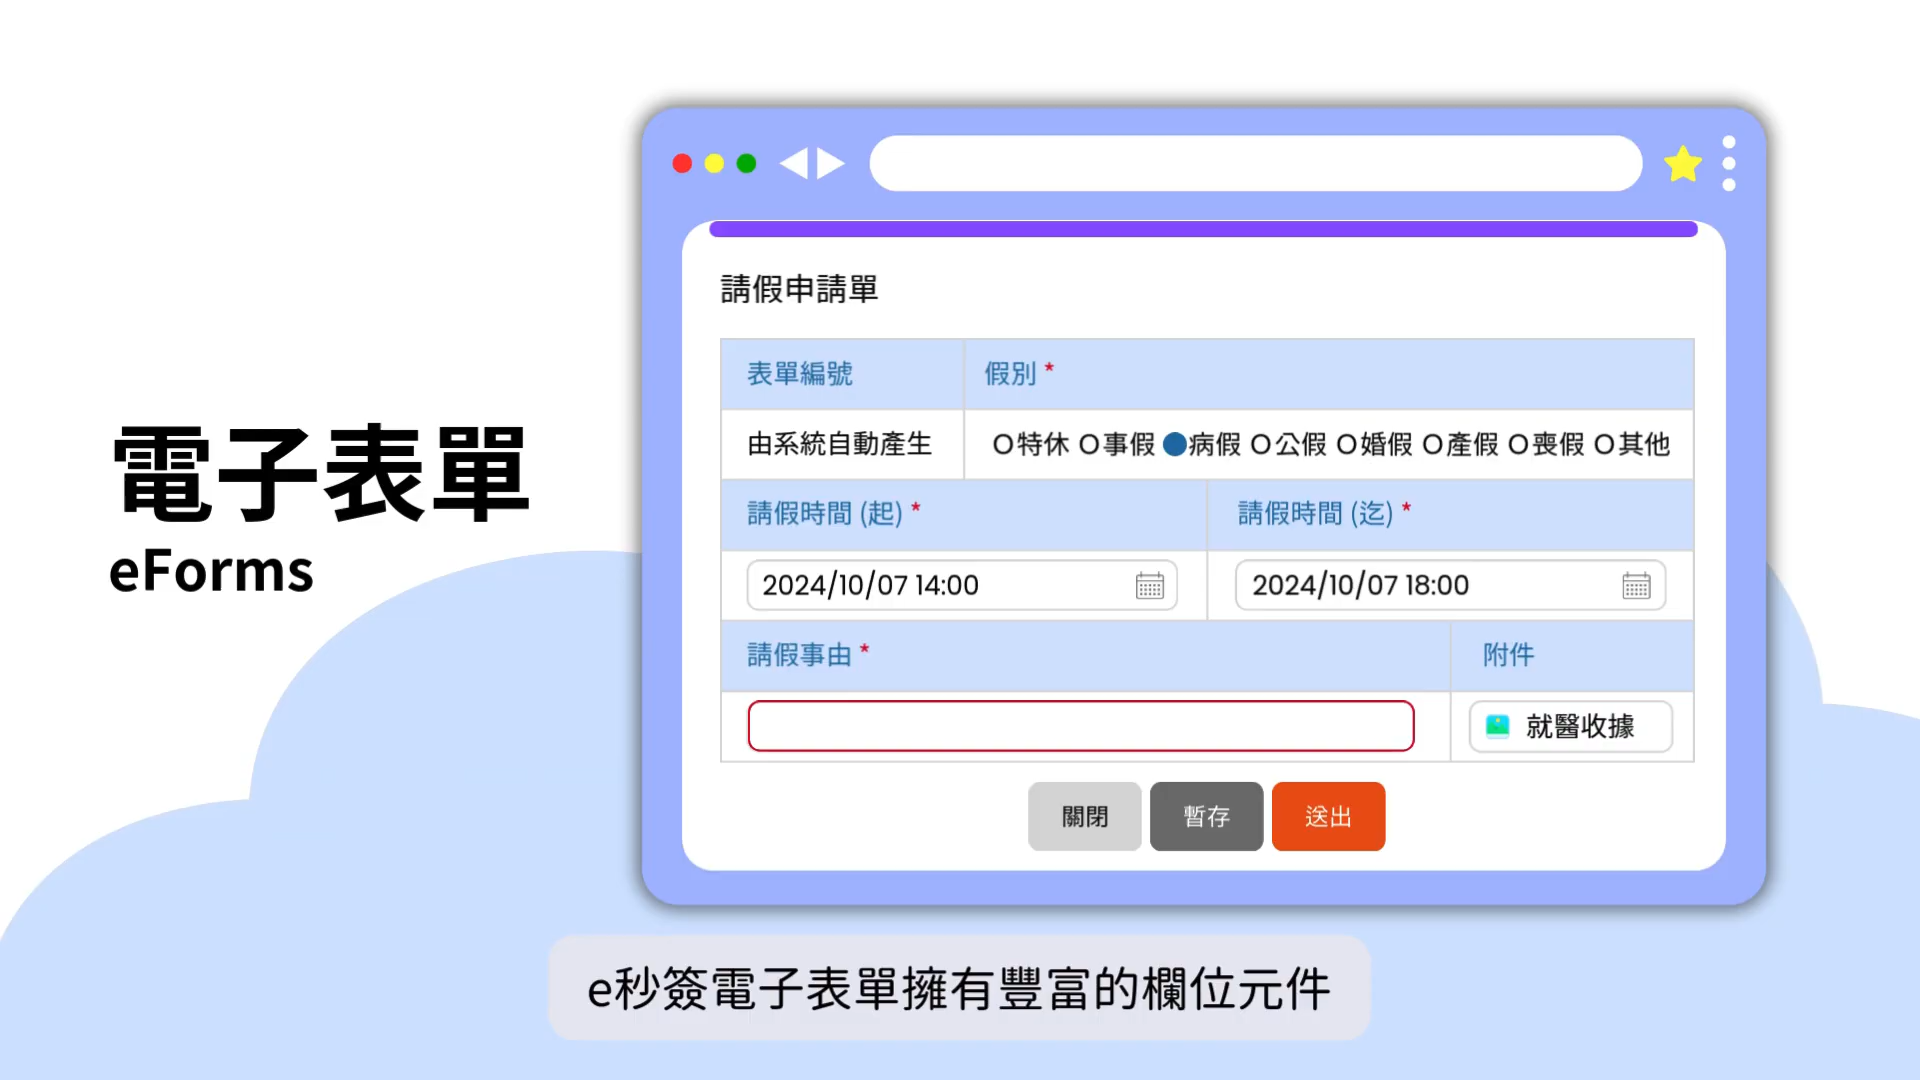 電子表單
eForms
請假申請單
表單編號 假別 *
由系統自動產生 特休 事假 病假 公假 婚假 產假 喪假 其他
請假時間 (起) * 請假時間 (迄) *
2024/10/07 14:00 2024/10/07 18:00
請假事由 * 附件
就醫收據
關閉 暫存 送出
e秒簽電子表單擁有豐富的欄位元件